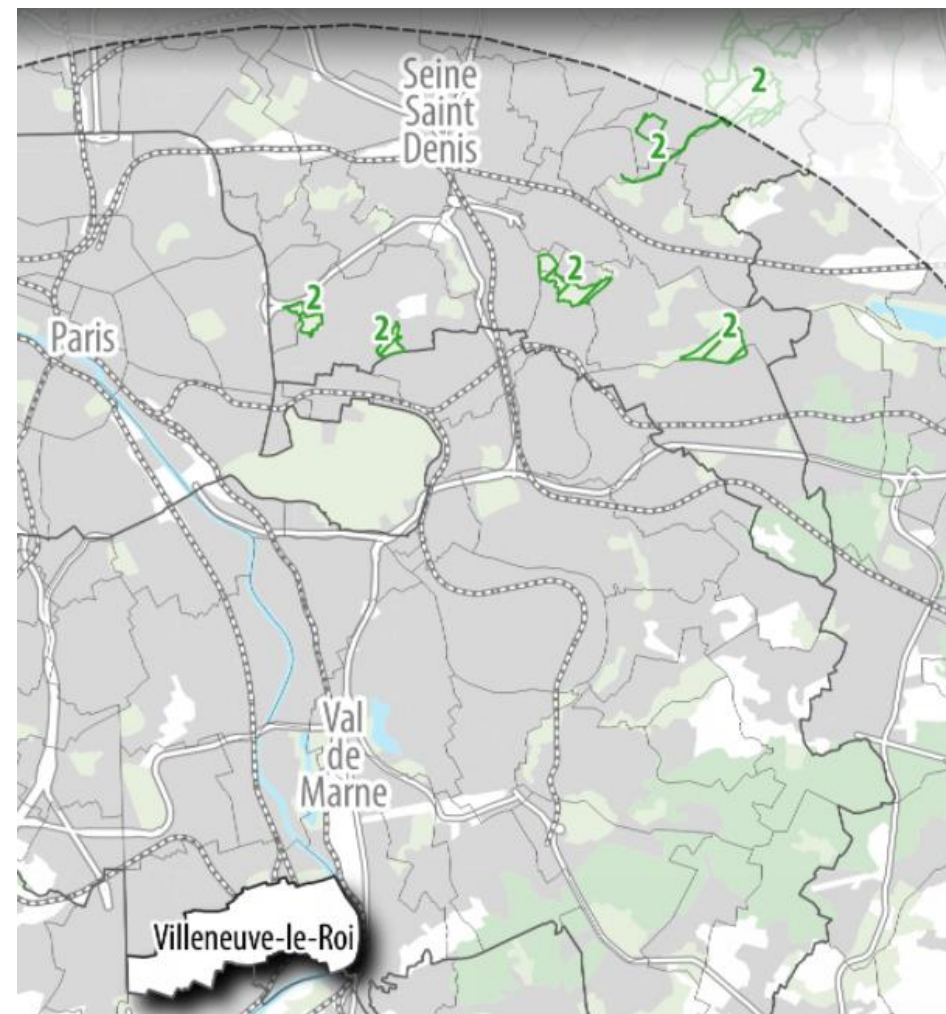 Seine
Saint
Denis
2
2
2
2
2
2
Paris
Val
de
Marne
Villeneuve-le-Roi